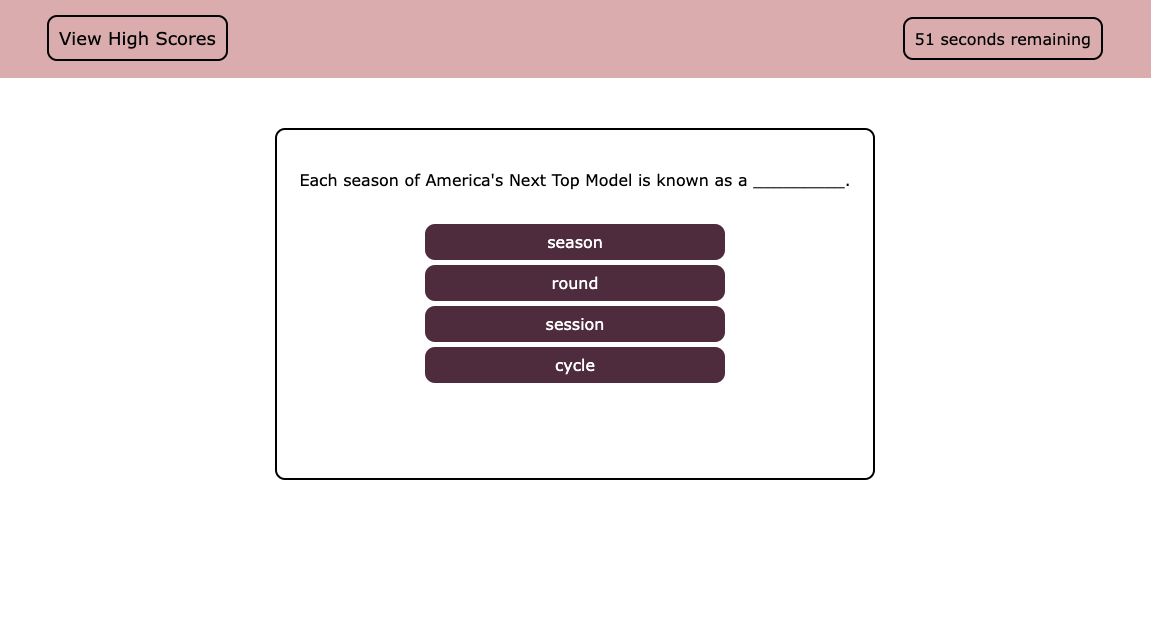 View High Scores
51 seconds remaining
Each season of America's Next Top Model is known as a __________.
season
round
session
cycle